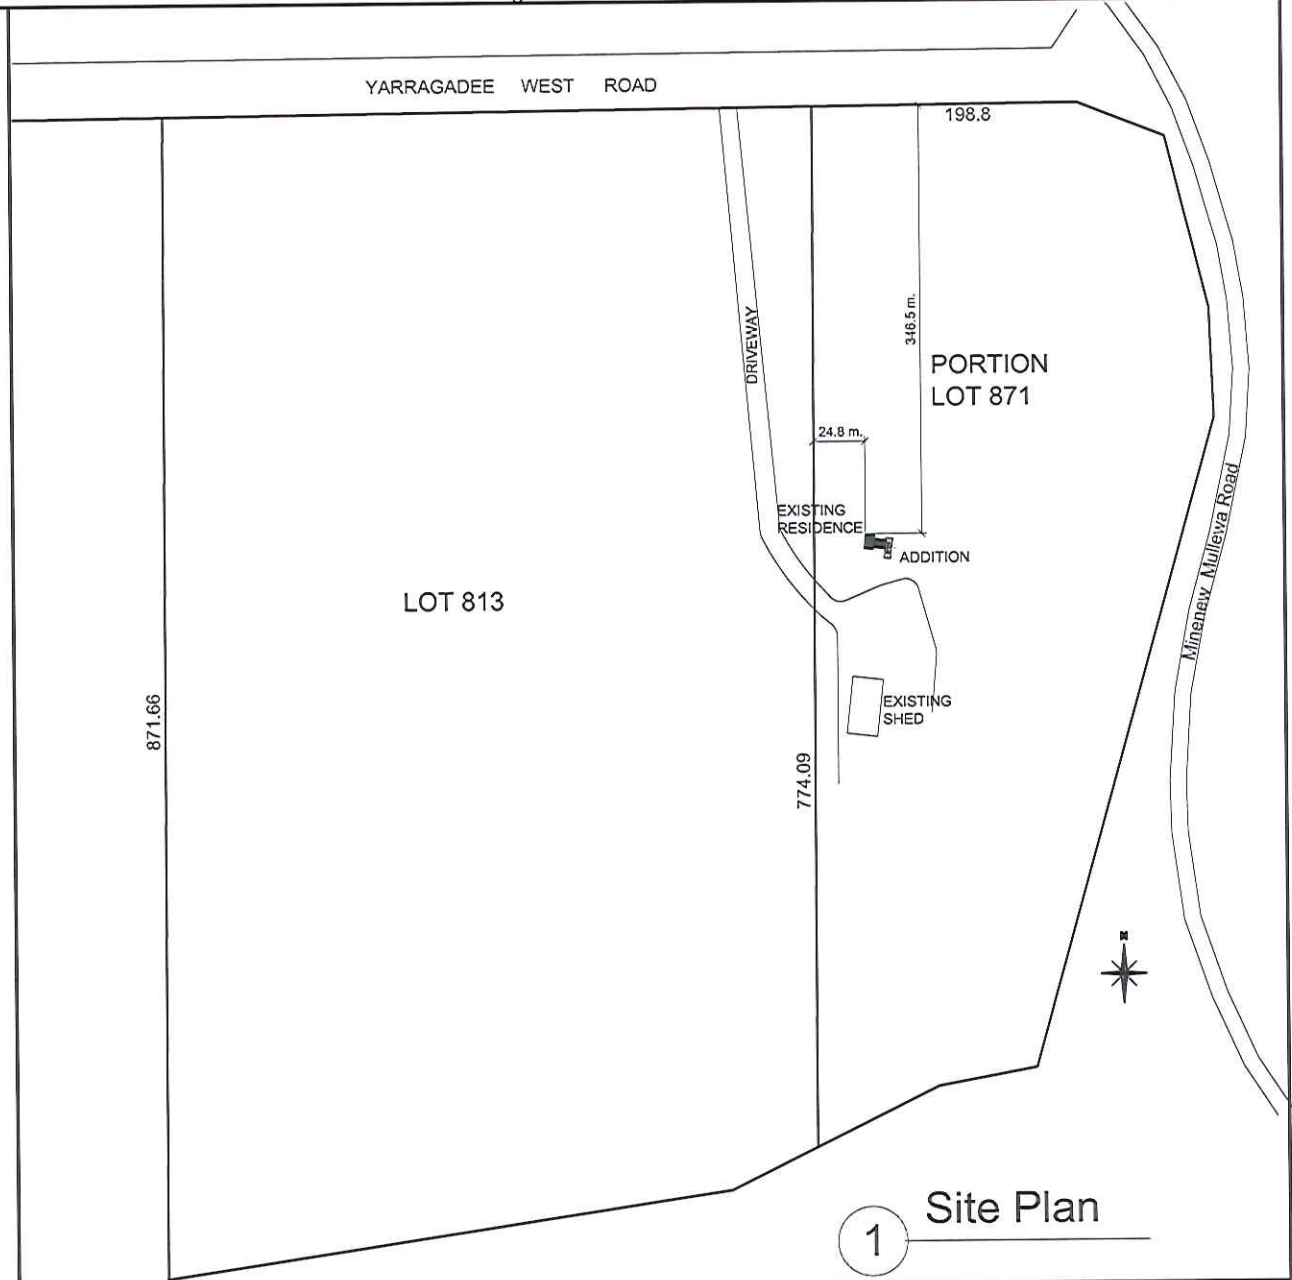 YARRAGADEE WEST ROAD
198.8
DRIVEWAY
346.5 m.
PORTION
LOT 871
24.8 m.
EXISTING
RESIDENCE
ADDITION
Minenew Mullewa Road
LOT 813
871.66
EXISTING
SHED
774.09
N
1
Site Plan